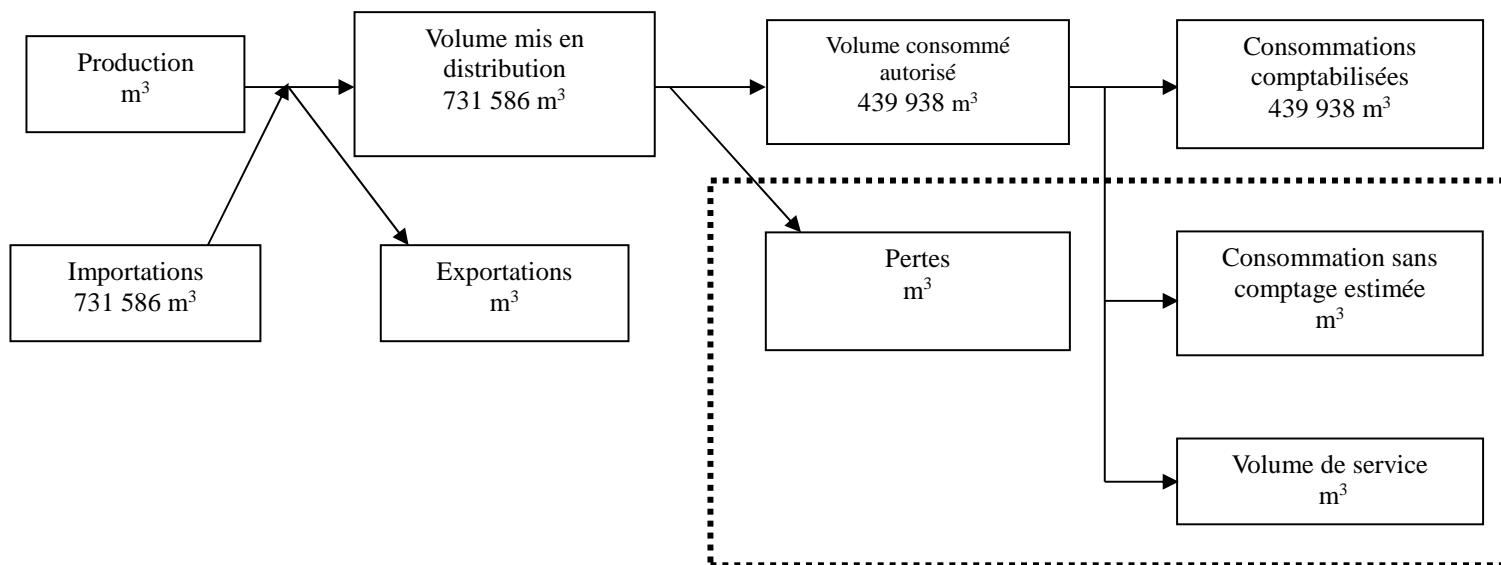 Production
m³
Volume mis en
distribution
731 586 m³
Volume consommé
autorisé
439 938 m³
Consommations
comptabilisées
439 938 m³
Importations
731 586 m³
Exportations
m³
Pertes
m³
Consommation sans
comptage estimée
m³
Volume de service
m³